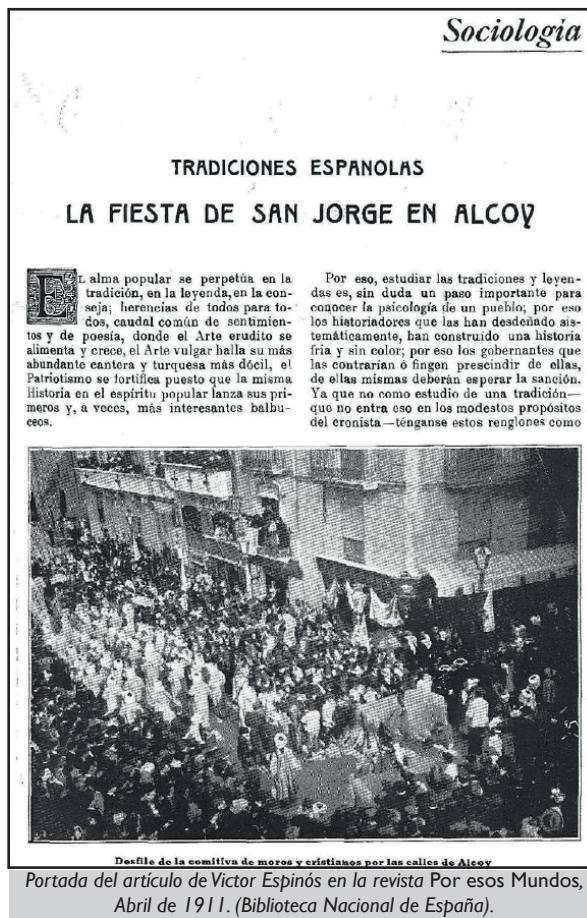 Sociología
TRADICIONES ESPANOLAS
LA FIESTA DE SAN JORGE EN ALCOY
EL alma popular se perpetúa en la
tradición, en la leyenda, en la con-
seja; herencias de todos para to-
dos, caudal común de sentimien-
tos y de poesía, donde el Arte erudito se
alimenta y crece, el Arte vulgar halla su más
abundante cantera y turquesa más dócil, el
Patriotismo se fortifica puesto que la misma
Historia en el espíritu popular lanza sus pri-
meros y, à veces, más interesantes balbu-
ceos.
Por eso, estudiar las tradiciones y leyen-
das es, sin duda un paso importante para
conocer la psicología de un pueblo; por eso
los historiadores que las han desdeñado sis-
temáticamente, han construído una historia
fria y sin color; por eso los gobernantes que
las contrarían ó fingen prescindir de ellas,
de ellas mismas deberán esperar la sanción.
Ya que no como estudio de una tradición—
que no entra eso en los modestos propósitos
del cronista—ténganse estos renglones como
Desfile de la comitiva de moros y cristianos por las calles de Alcoy
Portada del artículo de Victor Espinós en la revista Por esos Mundos,
Abril de 1911. (Biblioteca Nacional de España).